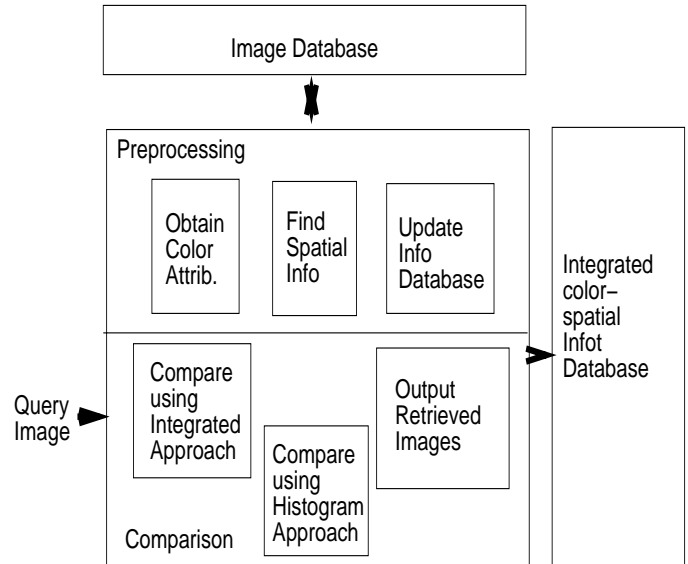 Image Database
Preprocessing
Obtain
Color
Attrib.
Find
Spatial
Info
Update
Info
Database
Integrated
color–
spatial
Infot
Database
Query
Image
Compare
using
Integrated
Approach
Compare
using
Histogram
Approach
Output
Retrieved
Images
Comparison